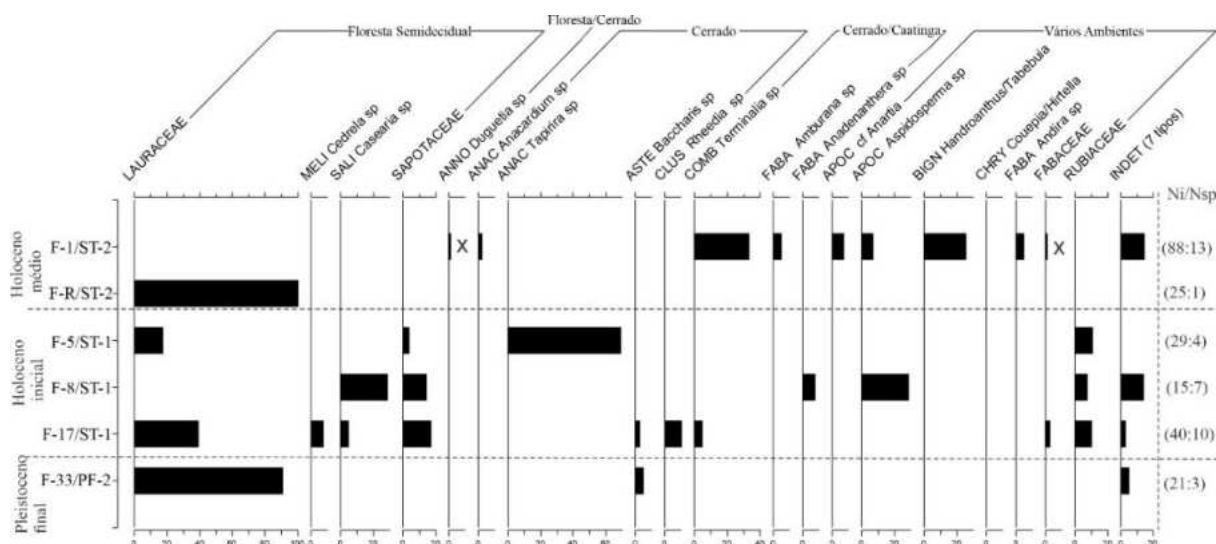 Floresta/Cerrado
Floresta Semidecidual
Cerrado
Cerrado/Caatinga
Vários Ambientes
LAURACEAE
MELI Cedrela sp
SALI Casearia sp
SAPOTACEAE
ANNO Duguetia sp
ANAC Anacardium sp
ANAC Tapirira sp
ASTE Baccharis sp
CLUS Rheedia sp
COMB Terminalia sp
FABA Amburana sp
FABA Anadenanthera sp
APOC cf Anartia
APOC Aspidosperma sp
BIGN Handroanthus/Tabebuia
CHRY Couepia/Hirtella
FABA Andira sp
FABACEAE
RUBIACEAE
INDET (7 tipos)
Ni/Nsp
Holoceno médio
F-1/ST-2
X
X
(88:13)
F-R/ST-2
(25:1)
Holoceno inicial
F-5/ST-1
(29:4)
F-8/ST-1
(15:7)
F-17/ST-1
(40:10)
Pleistoceno final
F-33/PF-2
(21:3)